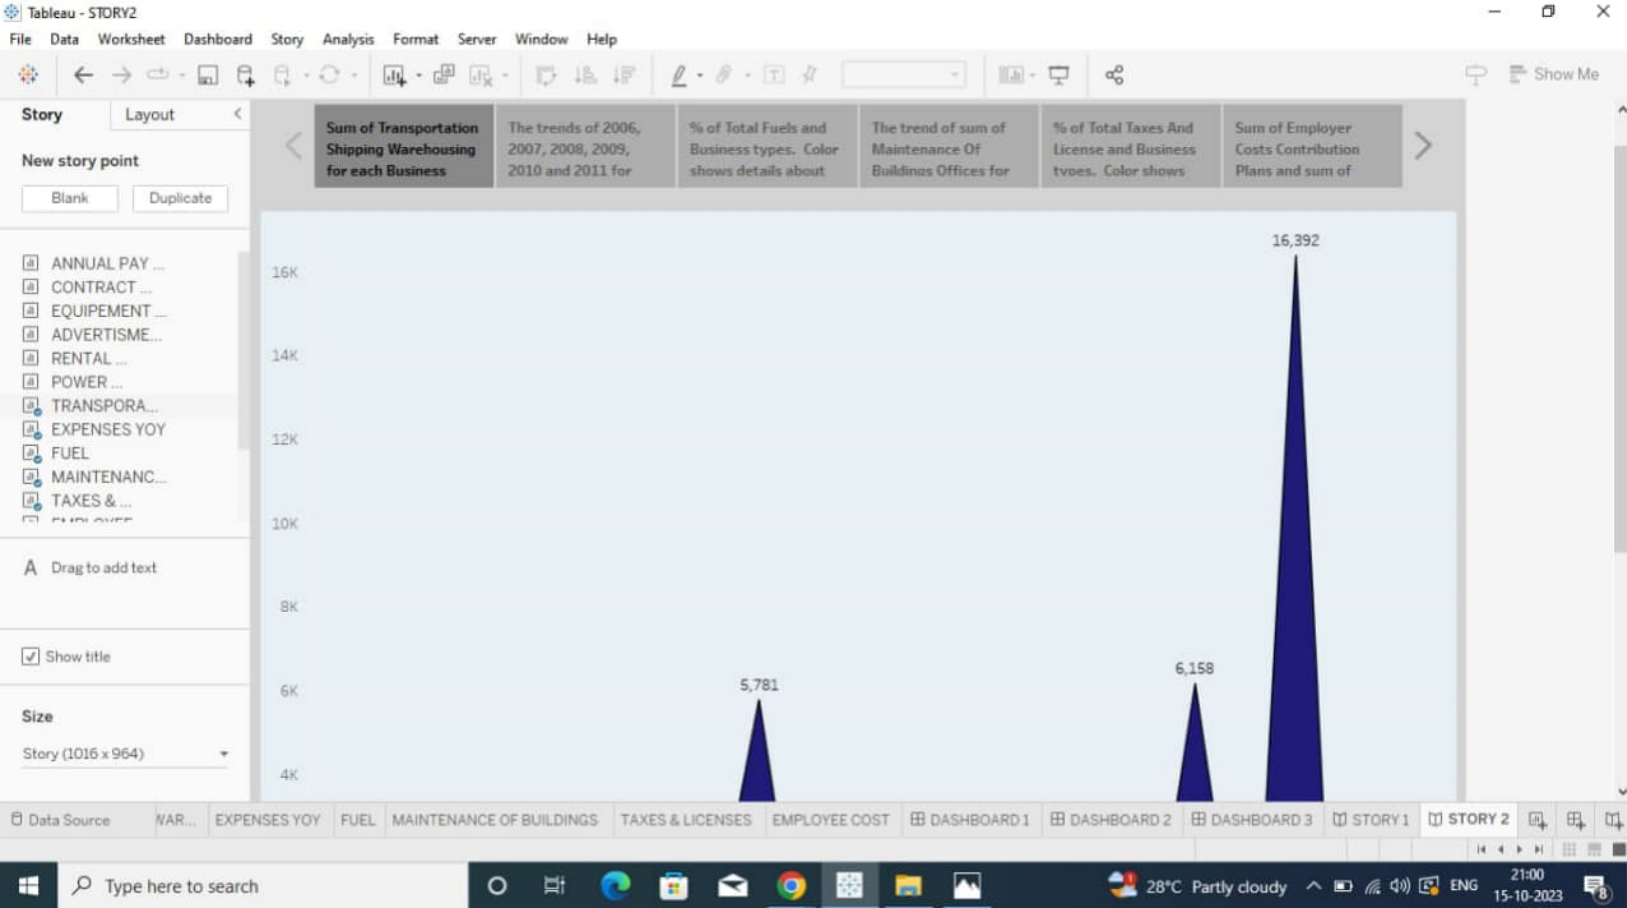 Tableau - STORY2
File Data Worksheet Dashboard Story Analysis Format Server Window Help
Show Me
Story Layout
New story point
Blank Duplicate
ANNUAL PAY ...
CONTRACT ...
EQUIPEMENT ...
ADVERTISME...
RENTAL ...
POWER ...
TRANSPORA...
EXPENSES YOY
FUEL
MAINTENANC...
TAXES & ...
A Drag to add text
Show title
Size
Story (1016 x 964)
Sum of Transportation
Shipping Warehousing
for each Business
The trends of 2006,
2007, 2008, 2009,
2010 and 2011 for
% of Total Fuels and
Business types. Color
shows details about
The trend of sum of
Maintenance Of
Buildings Offices for
% of Total Taxes And
License and Business
types. Color shows
Sum of Employer
Costs Contribution
Plans and sum of
16,392
16K
14K
12K
10K
8K
6,158
5,781
6K
4K
Data Source WAR... EXPENSES YOY FUEL MAINTENANCE OF BUILDINGS TAXES & LICENSES EMPLOYEE COST DASHBOARD 1 DASHBOARD 2 DASHBOARD 3 STORY 1 STORY 2
Type here to search
28°C Partly cloudy
ENG
21:00
15-10-2023
8